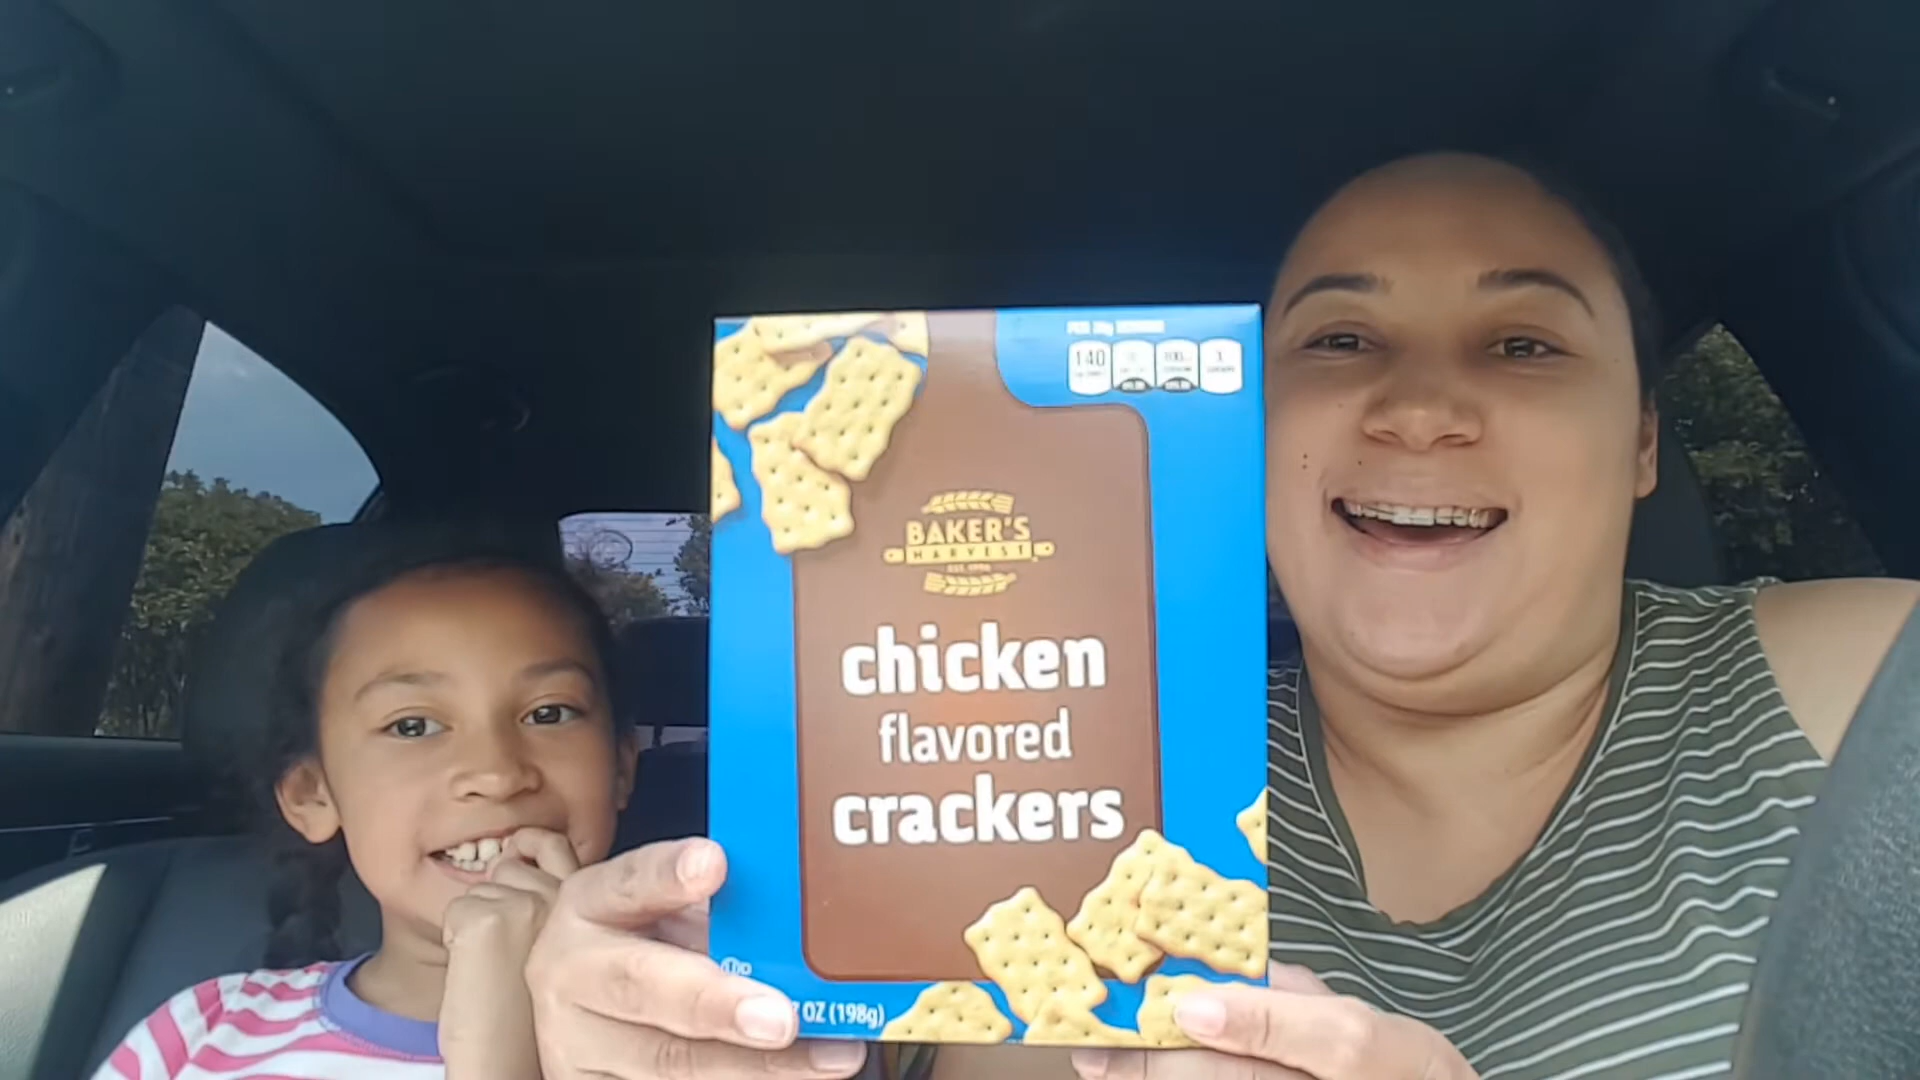 140
BAKER'S
HARVEST
chicken
flavored
crackers
OZ (198g)